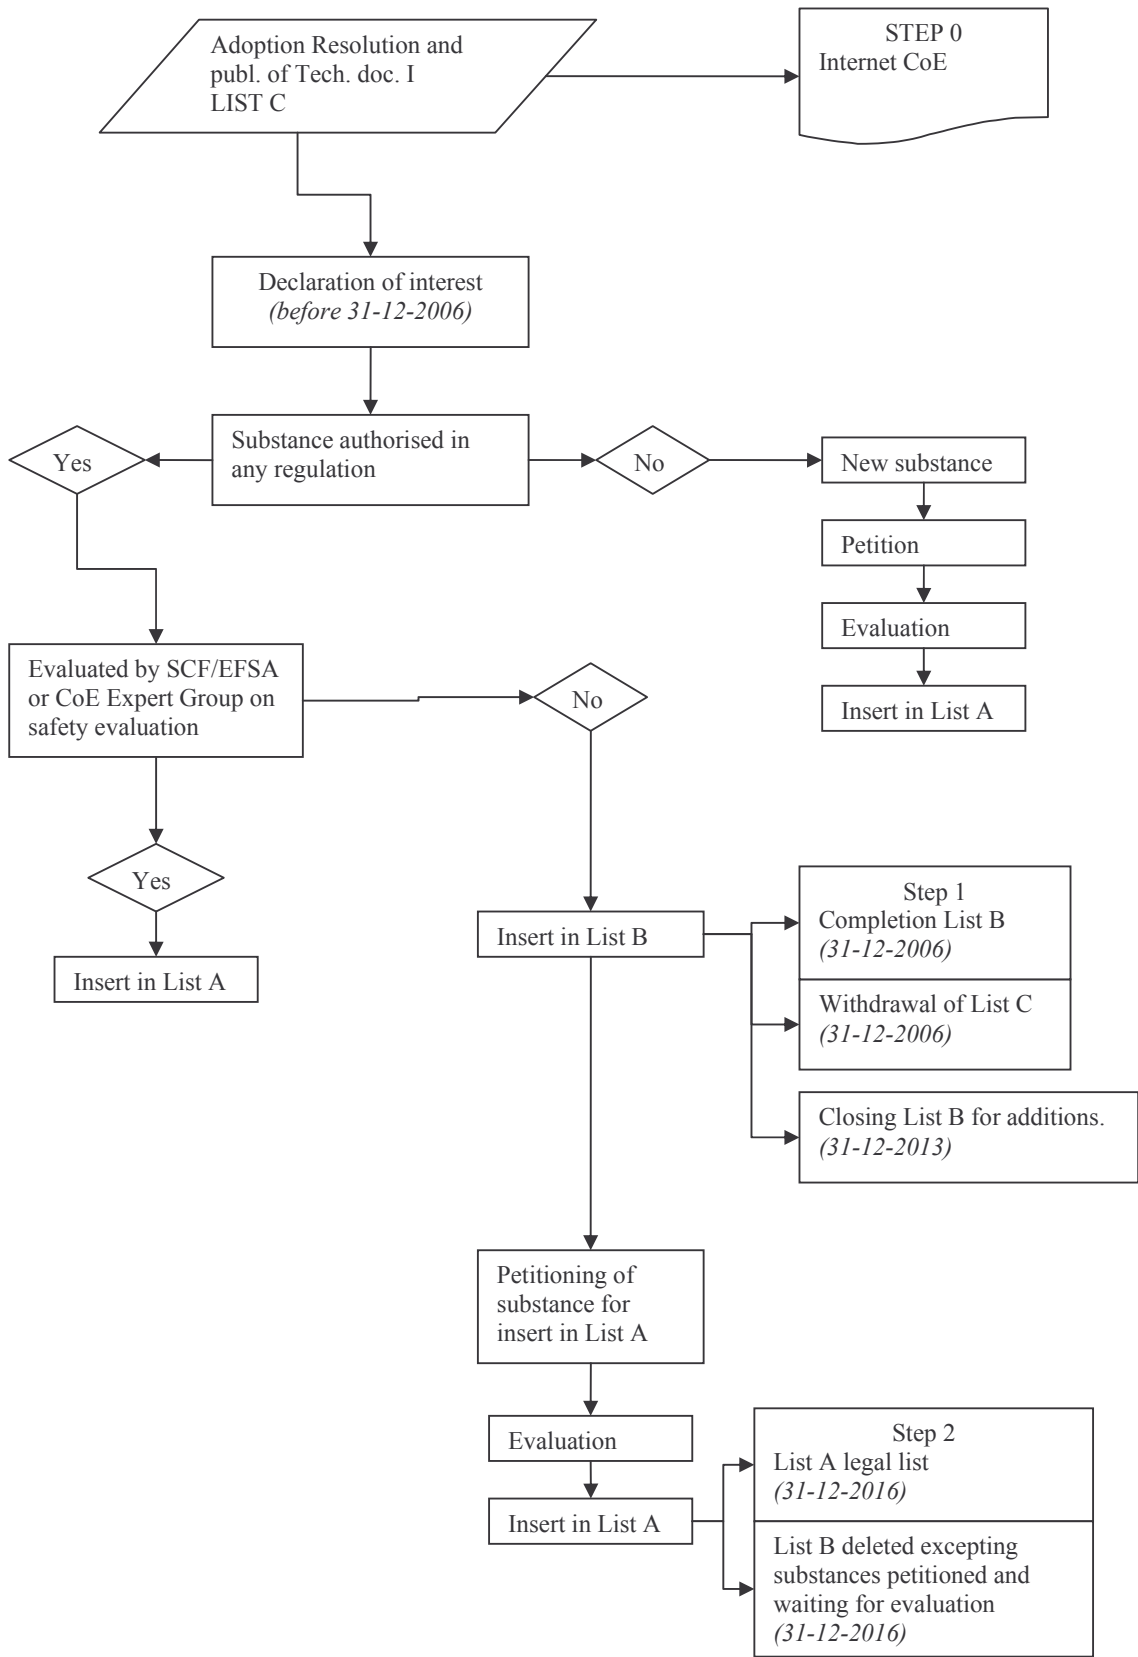 Adoption Resolution and
publ. of Tech. doc. I
LIST C
STEP 0
Internet CoE
Declaration of interest
(before 31-12-2006)
Yes
Substance authorised in
any regulation
No
New substance
Petition
Evaluation
Insert in List A
Evaluated by SCF/EFSA
or CoE Expert Group on
safety evaluation
No
Yes
Insert in List A
Insert in List B
Step 1
Completion List B
(31-12-2006)
Withdrawal of List C
(31-12-2006)
Closing List B for additions.
(31-12-2013)
Petitioning of
substance for
insert in List A
Evaluation
Insert in List A
Step 2
List A legal list
(31-12-2016)
List B deleted excepting
substances petitioned and
waiting for evaluation
(31-12-2016)